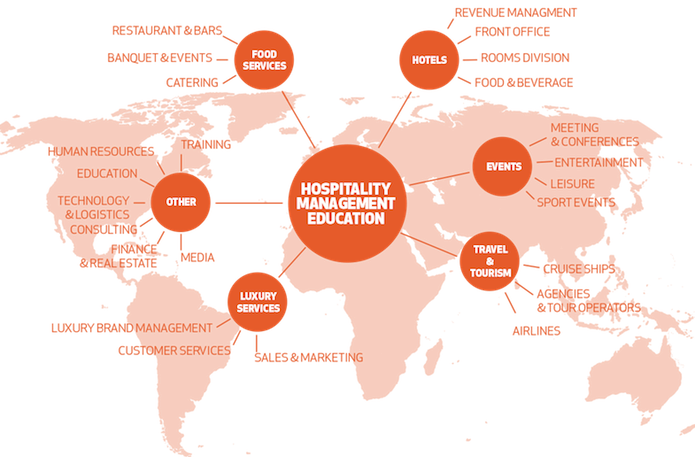 RESTAURANT & BARS
BANQUET & EVENTS
CATERING
FOOD
SERVICES
REVENUE MANAGMENT
FRONT OFFICE
ROOMS DIVISION
FOOD & BEVERAGE
HOTELS
HUMAN RESOURCES
TRAINING
EDUCATION
TECHNOLOGY
& LOGISTICS
CONSULTING
FINANCE
& REAL ESTATE
MEDIA
OTHER
HOSPITALITY
MANAGEMENT
EDUCATION
EVENTS
MEETING
& CONFERENCES
ENTERTAINMENT
LEISURE
SPORT EVENTS
TRAVEL
&
TOURISM
CRUISE SHIPS
AGENCIES
& TOUR OPERATORS
AIRLINES
LUXURY
SERVICES
LUXURY BRAND MANAGEMENT
CUSTOMER SERVICES
SALES & MARKETING